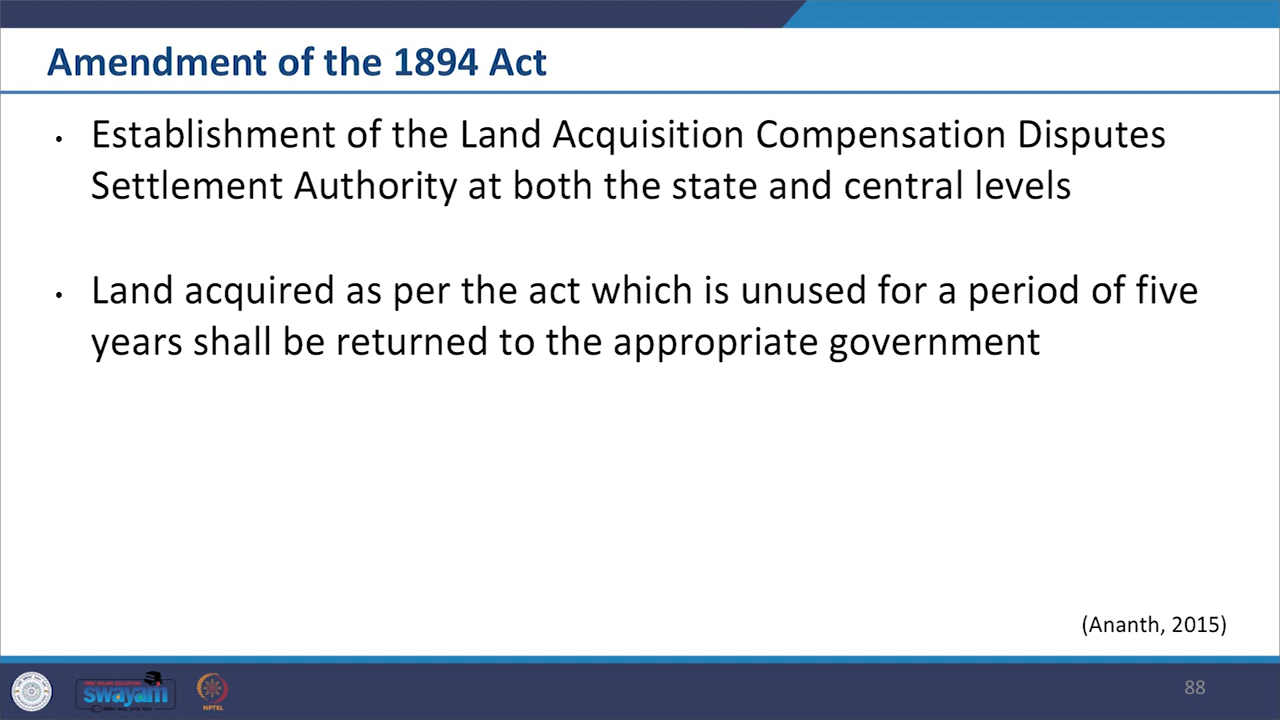 Amendment of the 1894 Act
• Establishment of the Land Acquisition Compensation Disputes
Settlement Authority at both the state and central levels
• Land acquired as per the act which is unused for a period of five
years shall be returned to the appropriate government
(Ananth, 2015)
swayam
NPTEL
88